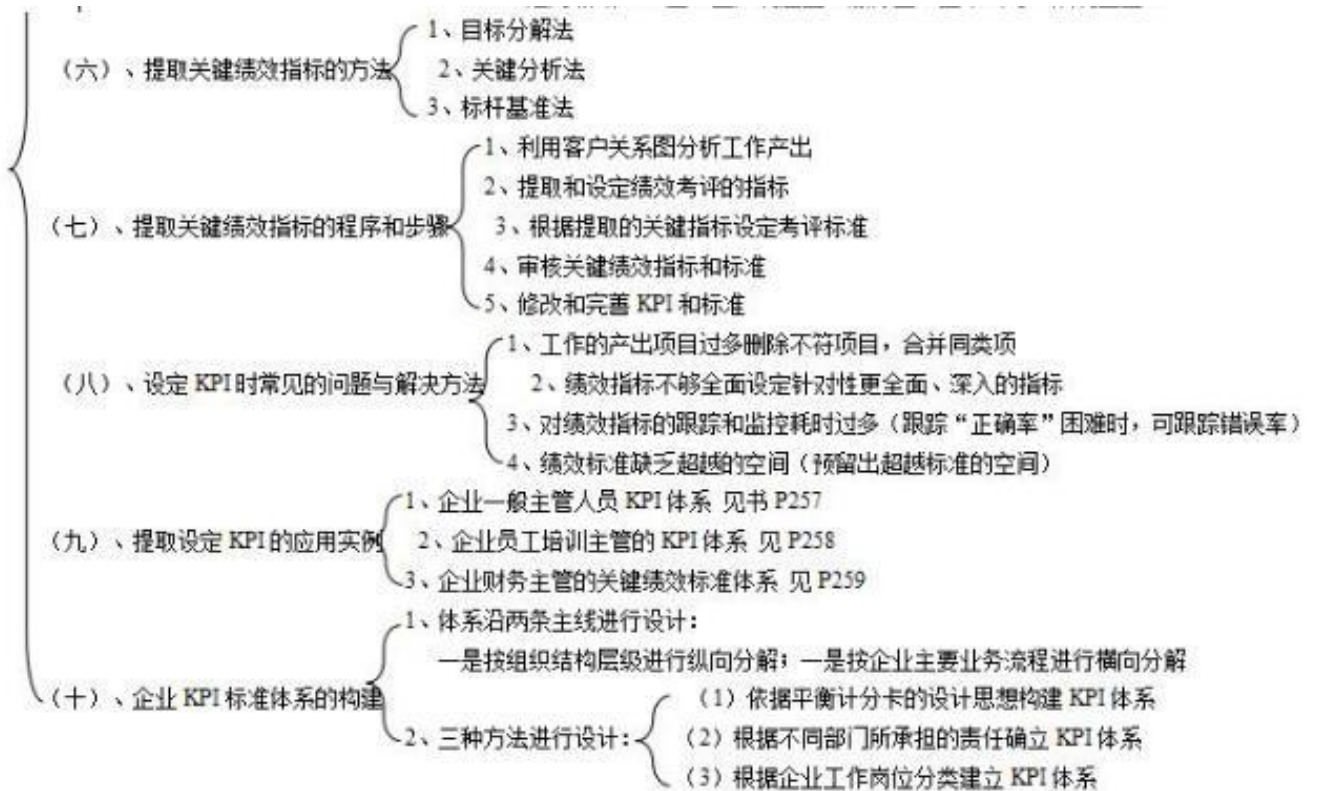 1、目标分解法
（六）、提取关键绩效指标的方法
2、关键分析法
3、标杆基准法
1、利用客户关系图分析工作产出
2、提取和设定绩效考评的指标
（七）、提取关键绩效指标的程序和步骤
3、根据提取的关键指标设定考评标准
4、审核关键绩效指标和标准
5、修改和完善 KPI 和标准
1、工作的产出项目过多删除不符项目，合并同类项
（八）、设定 KPI 时常见的问题与解决方法
2、绩效指标不够全面设定针对性更全面、深入的指标
3、对绩效指标的跟踪和监控耗时过多（跟踪“正确率”困难时，可跟踪错误率）
4、绩效标准缺乏超越的空间（预留出超越标准的空间）
1、企业一般主管人员 KPI 体系 见书 P257
（九）、提取设定 KPI 的应用实例
2、企业员工培训主管的 KPI 体系 见 P258
3、企业财务主管的关键绩效标准体系 见 P259
1、体系沿两条主线进行设计：
一是按组织结构层级进行纵向分解；一是按企业主要业务流程进行横向分解
（十）、企业 KPI 标准体系的构建
（1）依据平衡计分卡的设计思想构建 KPI 体系
2、三种方法进行设计：
（2）根据不同部门所承担的责任确立 KPI 体系
（3）根据企业工作岗位分类建立 KPI 体系